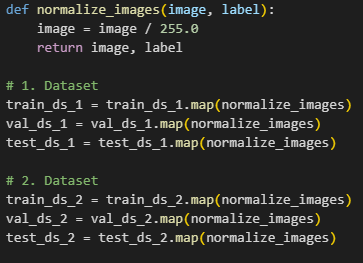 def normalize_images(image, label):
    image = image / 255.0
    return image, label

# 1. Dataset
train_ds_1 = train_ds_1.map(normalize_images)
val_ds_1 = val_ds_1.map(normalize_images)
test_ds_1 = test_ds_1.map(normalize_images)

# 2. Dataset
train_ds_2 = train_ds_2.map(normalize_images)
val_ds_2 = val_ds_2.map(normalize_images)
test_ds_2 = test_ds_2.map(normalize_images)